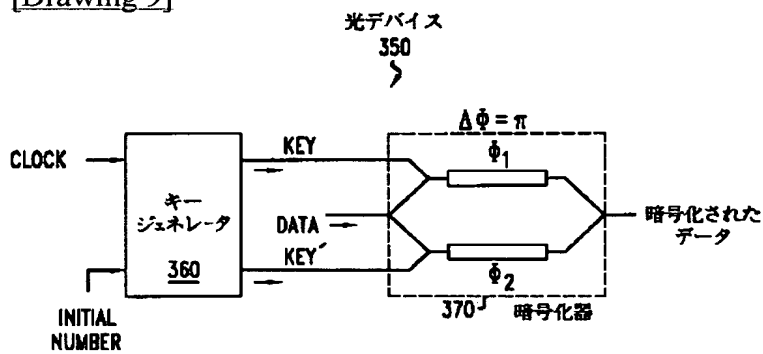 [Drawing 9]
光デバイス
350
ΔΦ = π
CLOCK
KEY
Φ1
キー
ジェネレータ
360
DATA
暗号化された
データ
KEY′
Φ2
370
暗号化器
INITIAL
NUMBER